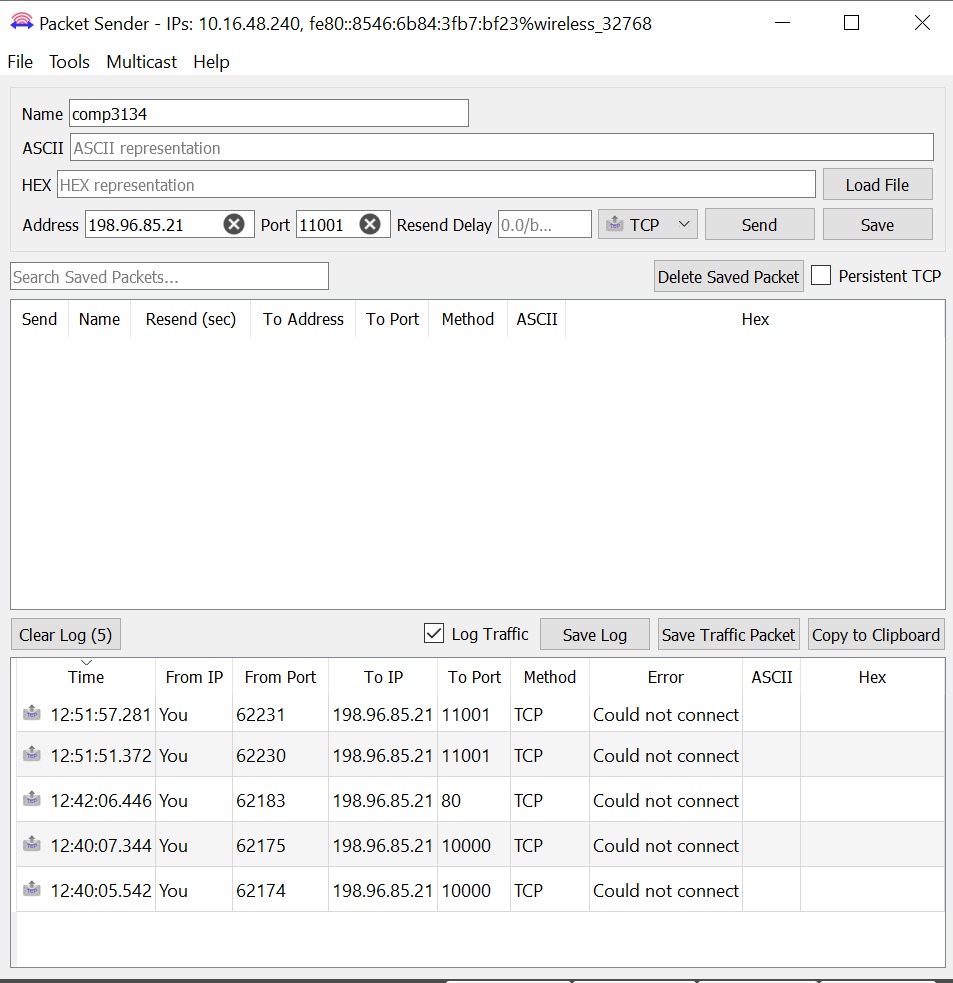 Packet Sender - IPs: 10.16.48.240, fe80::8546:6b84:3fb7:bf23%wireless_32768
File Tools Multicast Help
Name comp3134
ASCII ASCII representation
HEX HEX representation Load File
Address 198.96.85.21 Port 11001 Resend Delay 0.0/b... TCP Send Save
Search Saved Packets... Delete Saved Packet Persistent TCP
Send Name Resend (sec) To Address To Port Method ASCII Hex
Clear Log (5) Log Traffic Save Log Save Traffic Packet Copy to Clipboard
Time From IP From Port To IP To Port Method Error ASCII Hex
TCP 12:51:57.281 You 62231 198.96.85.21 11001 TCP Could not connect
TCP 12:51:51.372 You 62230 198.96.85.21 11001 TCP Could not connect
TCP 12:42:06.446 You 62183 198.96.85.21 80 TCP Could not connect
TCP 12:40:07.344 You 62175 198.96.85.21 10000 TCP Could not connect
TCP 12:40:05.542 You 62174 198.96.85.21 10000 TCP Could not connect